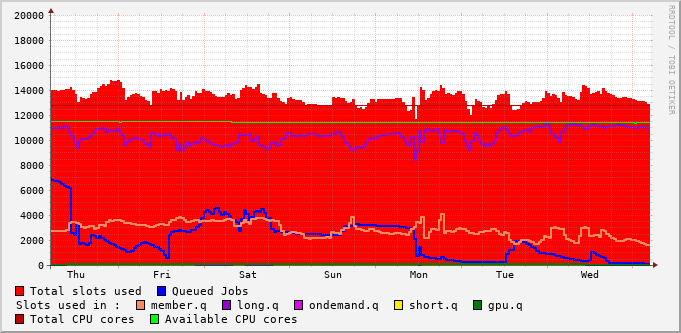 RRDTOOL / TOBI OETIKER
20000
18000
16000
14000
12000
10000
8000
6000
4000
2000
0
Thu Fri Sat Sun Mon Tue Wed
Total slots used Queued Jobs
Slots used in : member.q long.q ondemand.q short.q gpu.q
Total CPU cores Available CPU cores